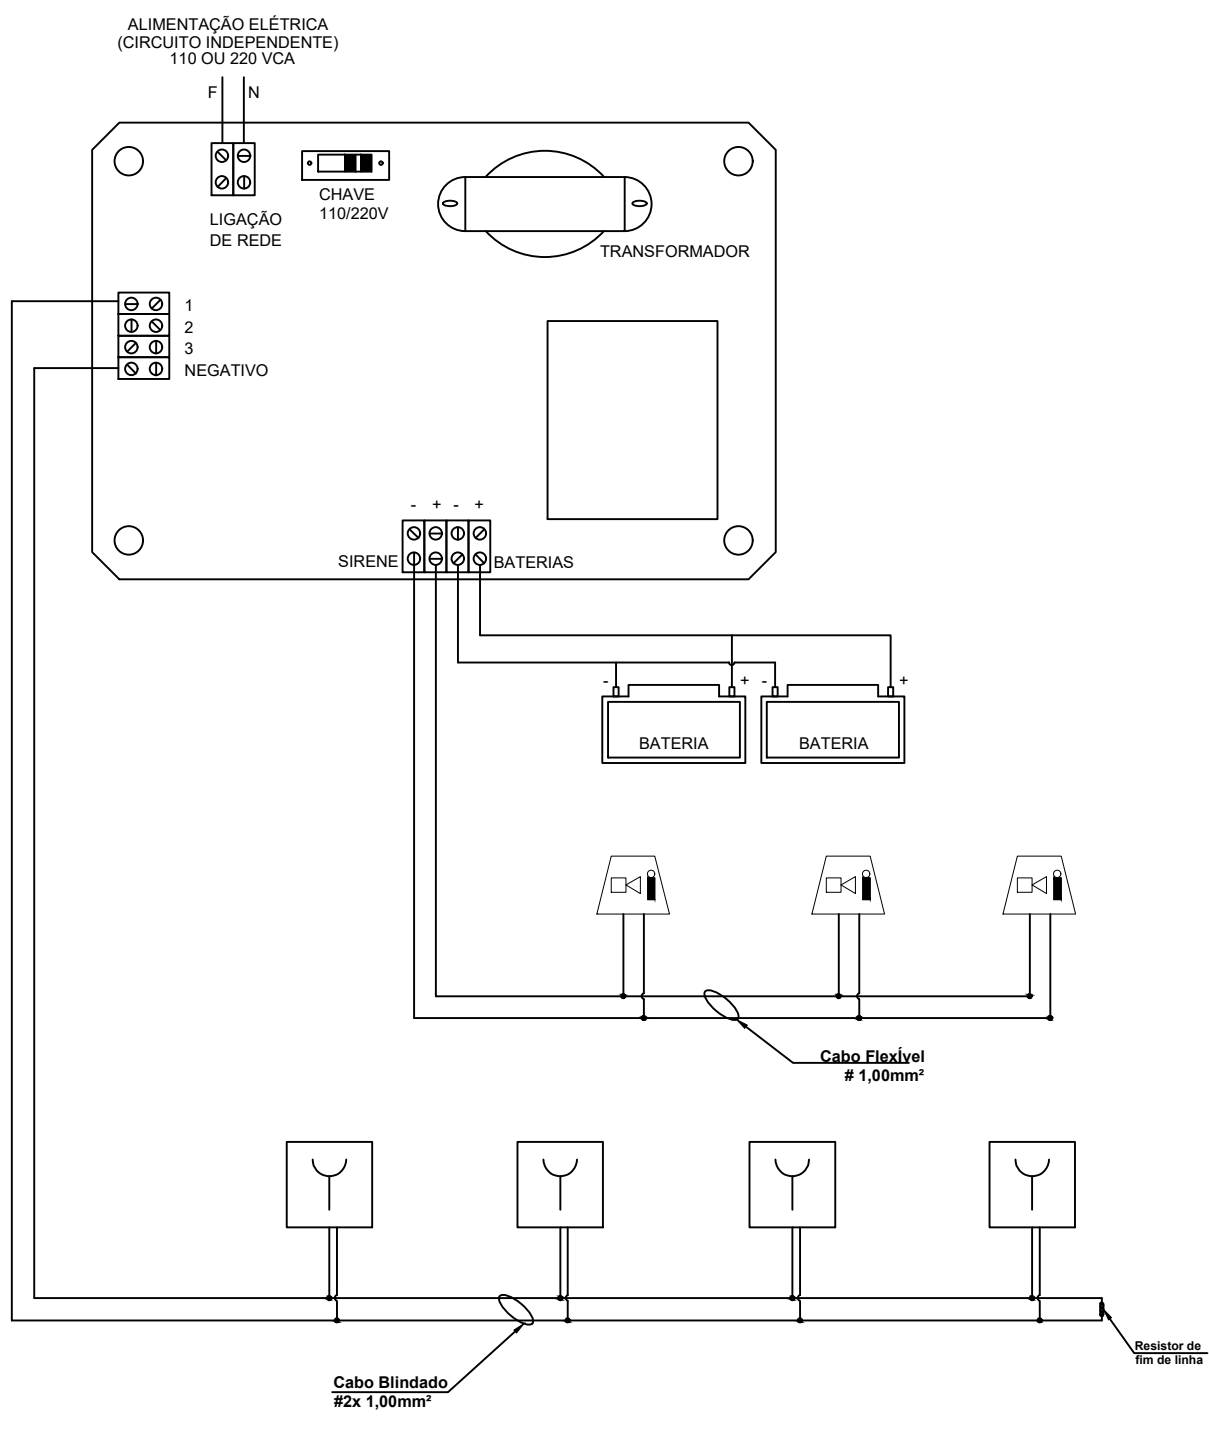 ALIMENTAÇÃO ELÉTRICA
(CIRCUITO INDEPENDENTE)
110 OU 220 VCA
F N
CHAVE
110/220V
LIGAÇÃO
DE REDE
TRANSFORMADOR
1
2
3
NEGATIVO
- + - +
SIRENE
BATERIAS
- + - +
BATERIA
BATERIA
Cabo FlexÍvel
# 1,00mm²
Resistor de
fim de linha
Cabo Blindado
#2x 1,00mm²